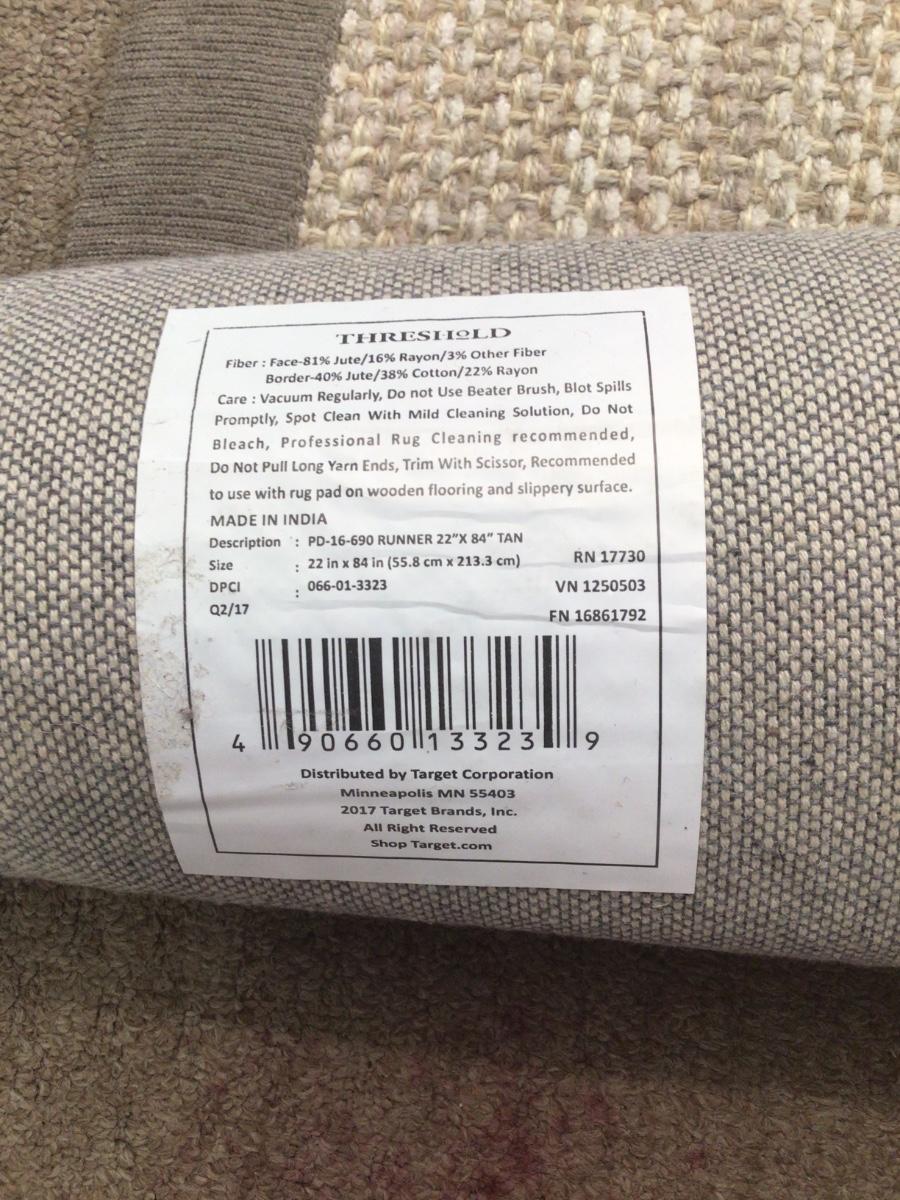 THRESHOLD
Fiber : Face-81% Jute/16% Rayon/3% Other Fiber
Border-40% Jute/38% Cotton/22% Rayon
Care : Vacuum Regularly, Do not Use Beater Brush, Blot Spills
Promptly, Spot Clean With Mild Cleaning Solution, Do Not
Bleach, Professional Rug Cleaning recommended,
Do Not Pull Long Yarn Ends, Trim With Scissor, Recommended
to use with rug pad on wooden flooring and slippery surface.
MADE IN INDIA
Description : PD-16-690 RUNNER 22”X 84” TAN
Size : 22 in x 84 in (55.8 cm x 213.3 cm) RN 17730
DPCI : 066-01-3323 VN 1250503
Q2/17 FN 16861792
4 90660 13323 9
Distributed by Target Corporation
Minneapolis MN 55403
2017 Target Brands, Inc.
All Right Reserved
Shop Target.com